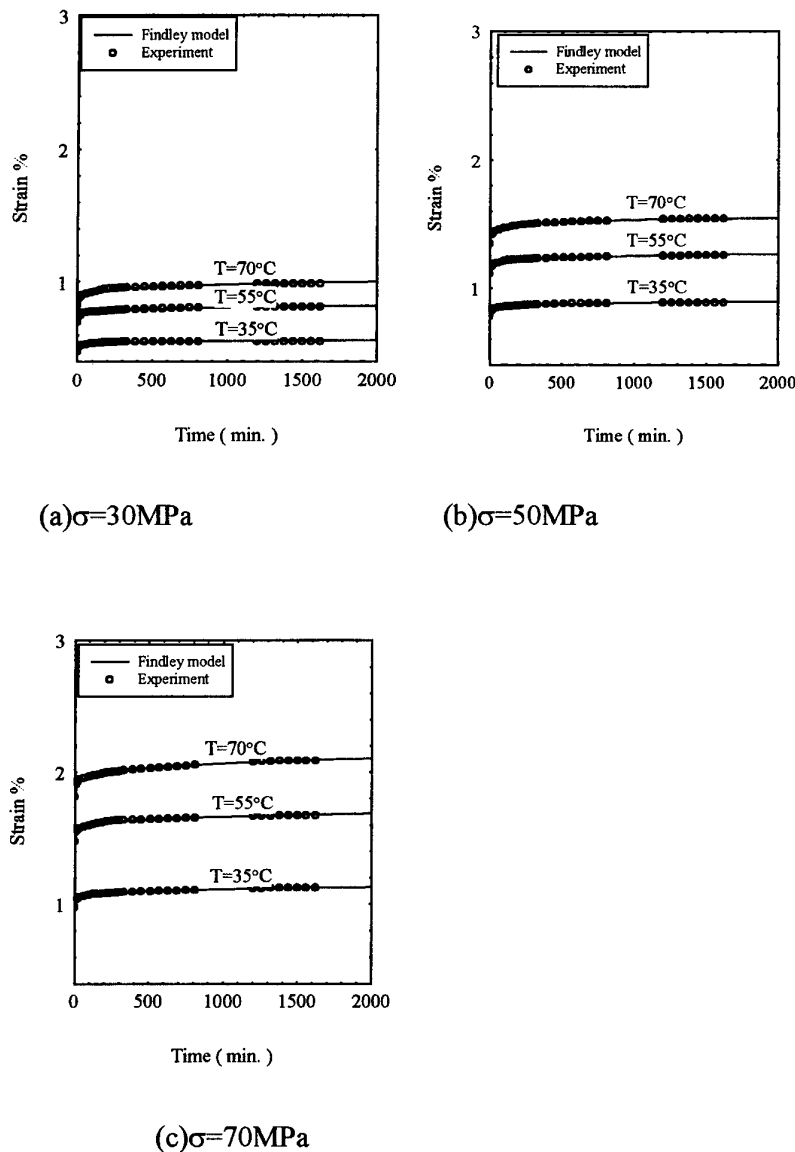 3
Findley model
Experiment
Strain %
2
T=70°C
1
T=55°C
T=35°C
0 500 1000 1500 2000
Time ( min. )
(a)σ=30MPa
3
Findley model
Experiment
Strain %
2
T=70°C
T=55°C
1
T=35°C
0 500 1000 1500 2000
Time ( min. )
(b)σ=50MPa
3
Findley model
Experiment
Strain %
T=70°C
2
T=55°C
T=35°C
1
0 500 1000 1500 2000
Time ( min. )
(c)σ=70MPa